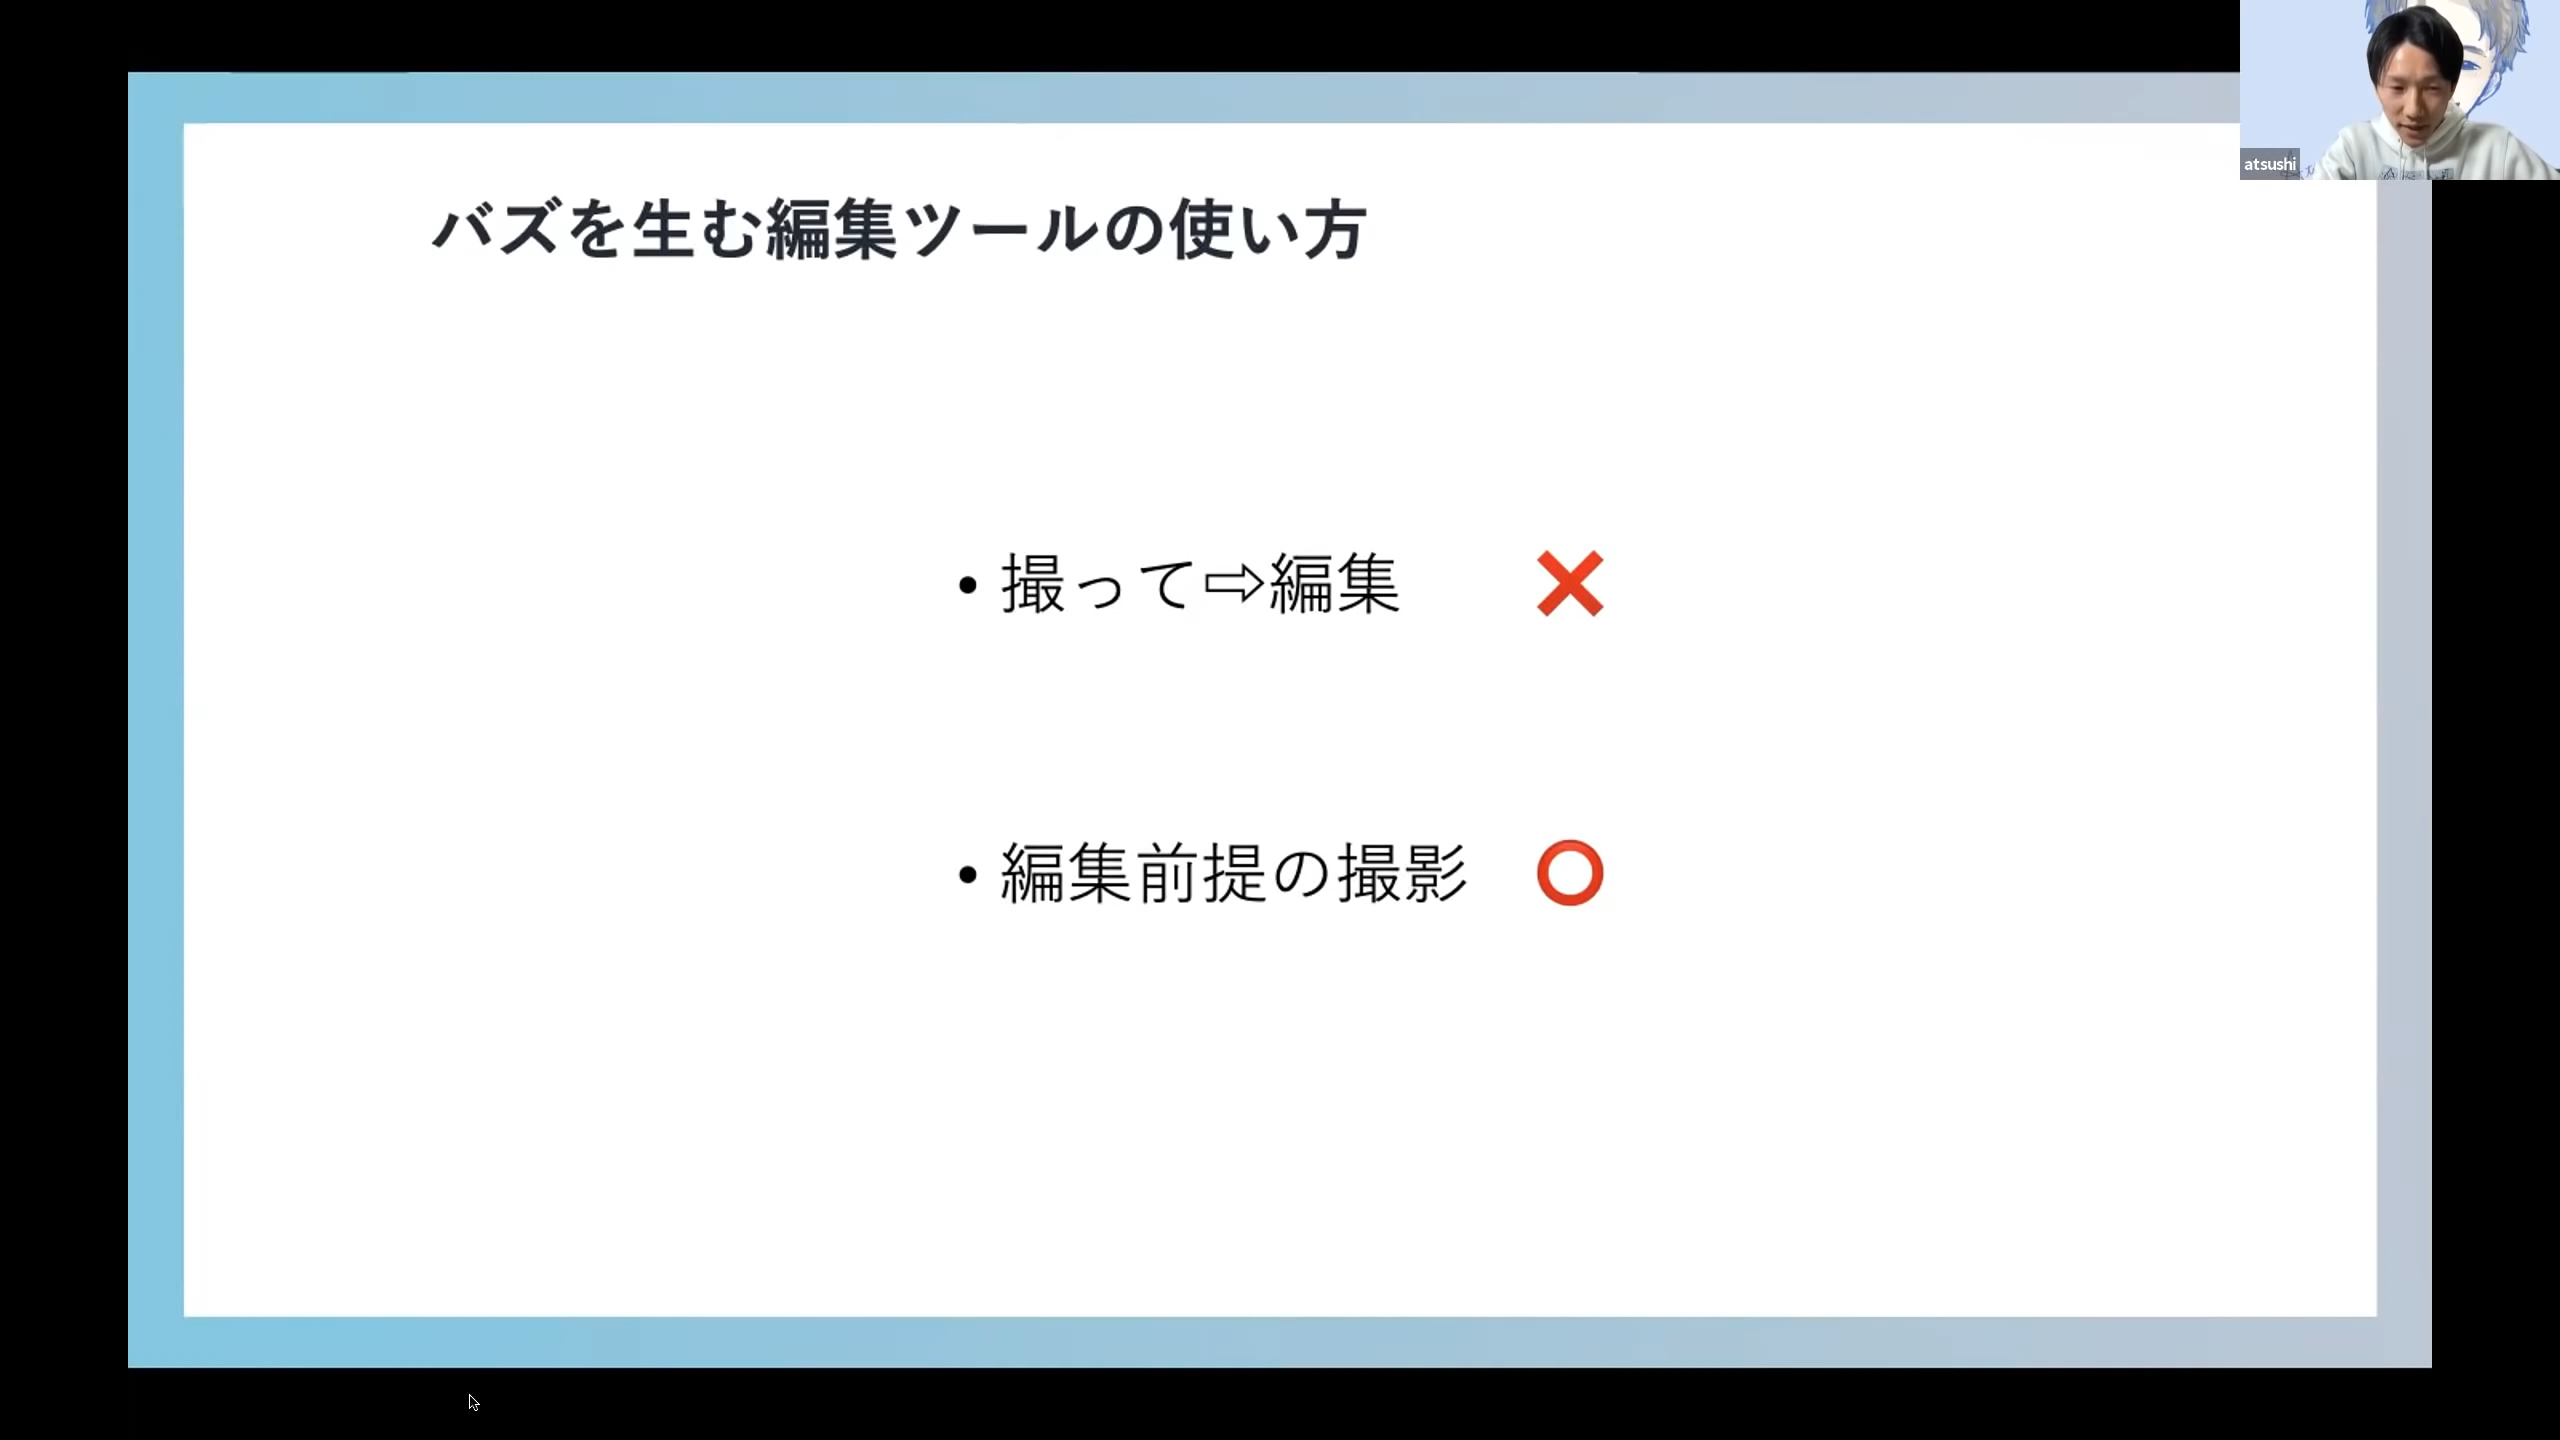 バズを生む編集ツールの使い方
• 撮って⇨編集 ❌
• 編集前提の撮影 ⭕
atsushi